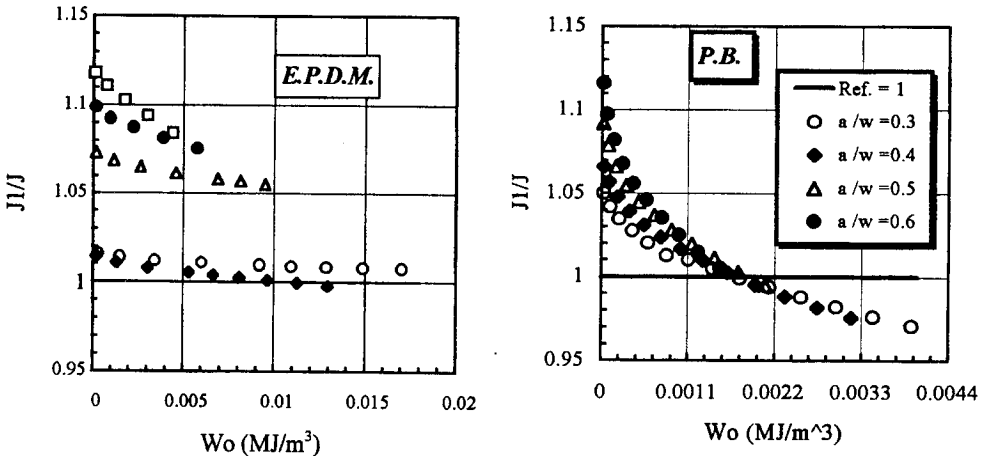 1.15
E.P.D.M.
1.10
J1/J
1.05
1
0.95
0 0.005 0.01 0.015 0.02
Wo (MJ/m³)
1.15
P.B.
Ref. = 1
a /w =0.3
a /w =0.4
a /w =0.5
a /w =0.6
1.1
J1/J
1.05
1
0.95
0 0.0011 0.0022 0.0033 0.0044
Wo (MJ/m^3)